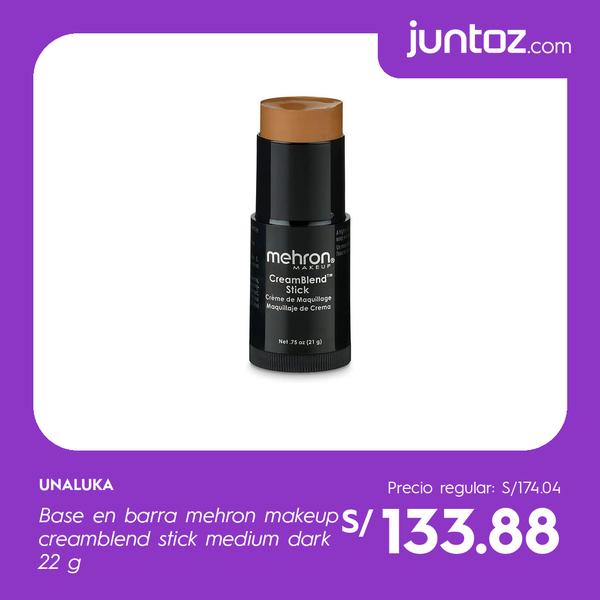 juntoz.com
mehron®
MAKEUP
CreamBlend™
Stick
Crème de Maquillage
Maquillaje de Crema
Net .75 oz (21 g)
UNALUKA
Base en barra mehron makeup
creamblend stick medium dark
22 g
Precio regular: S/174.04
S/133.88